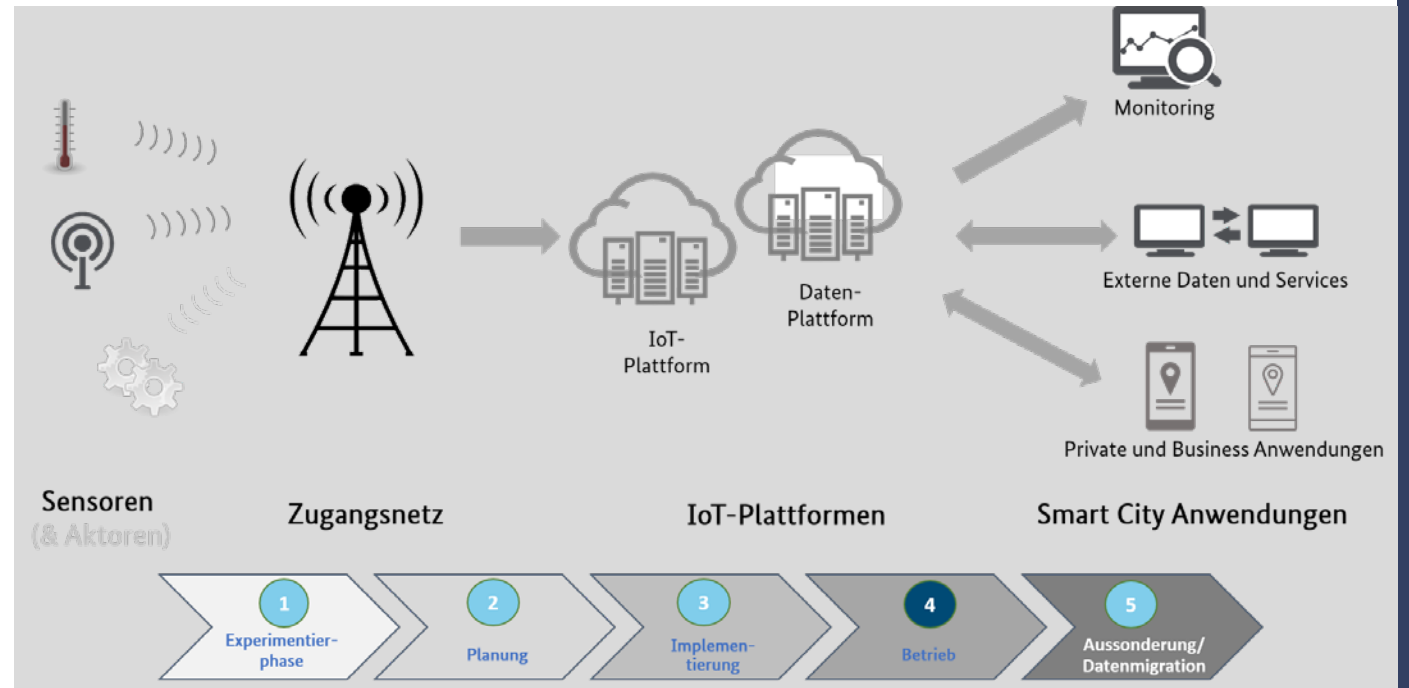 Monitoring
Externe Daten und Services
Daten-
Plattform
IoT-
Plattform
Private und Business Anwendungen
Sensoren
(& Aktoren)
Zugangsnetz
IoT-Plattformen
Smart City Anwendungen
1
Experimentier-
phase
2
Planung
3
Implemen-
tierung
4
Betrieb
5
Aussonderung/
Datenmigration